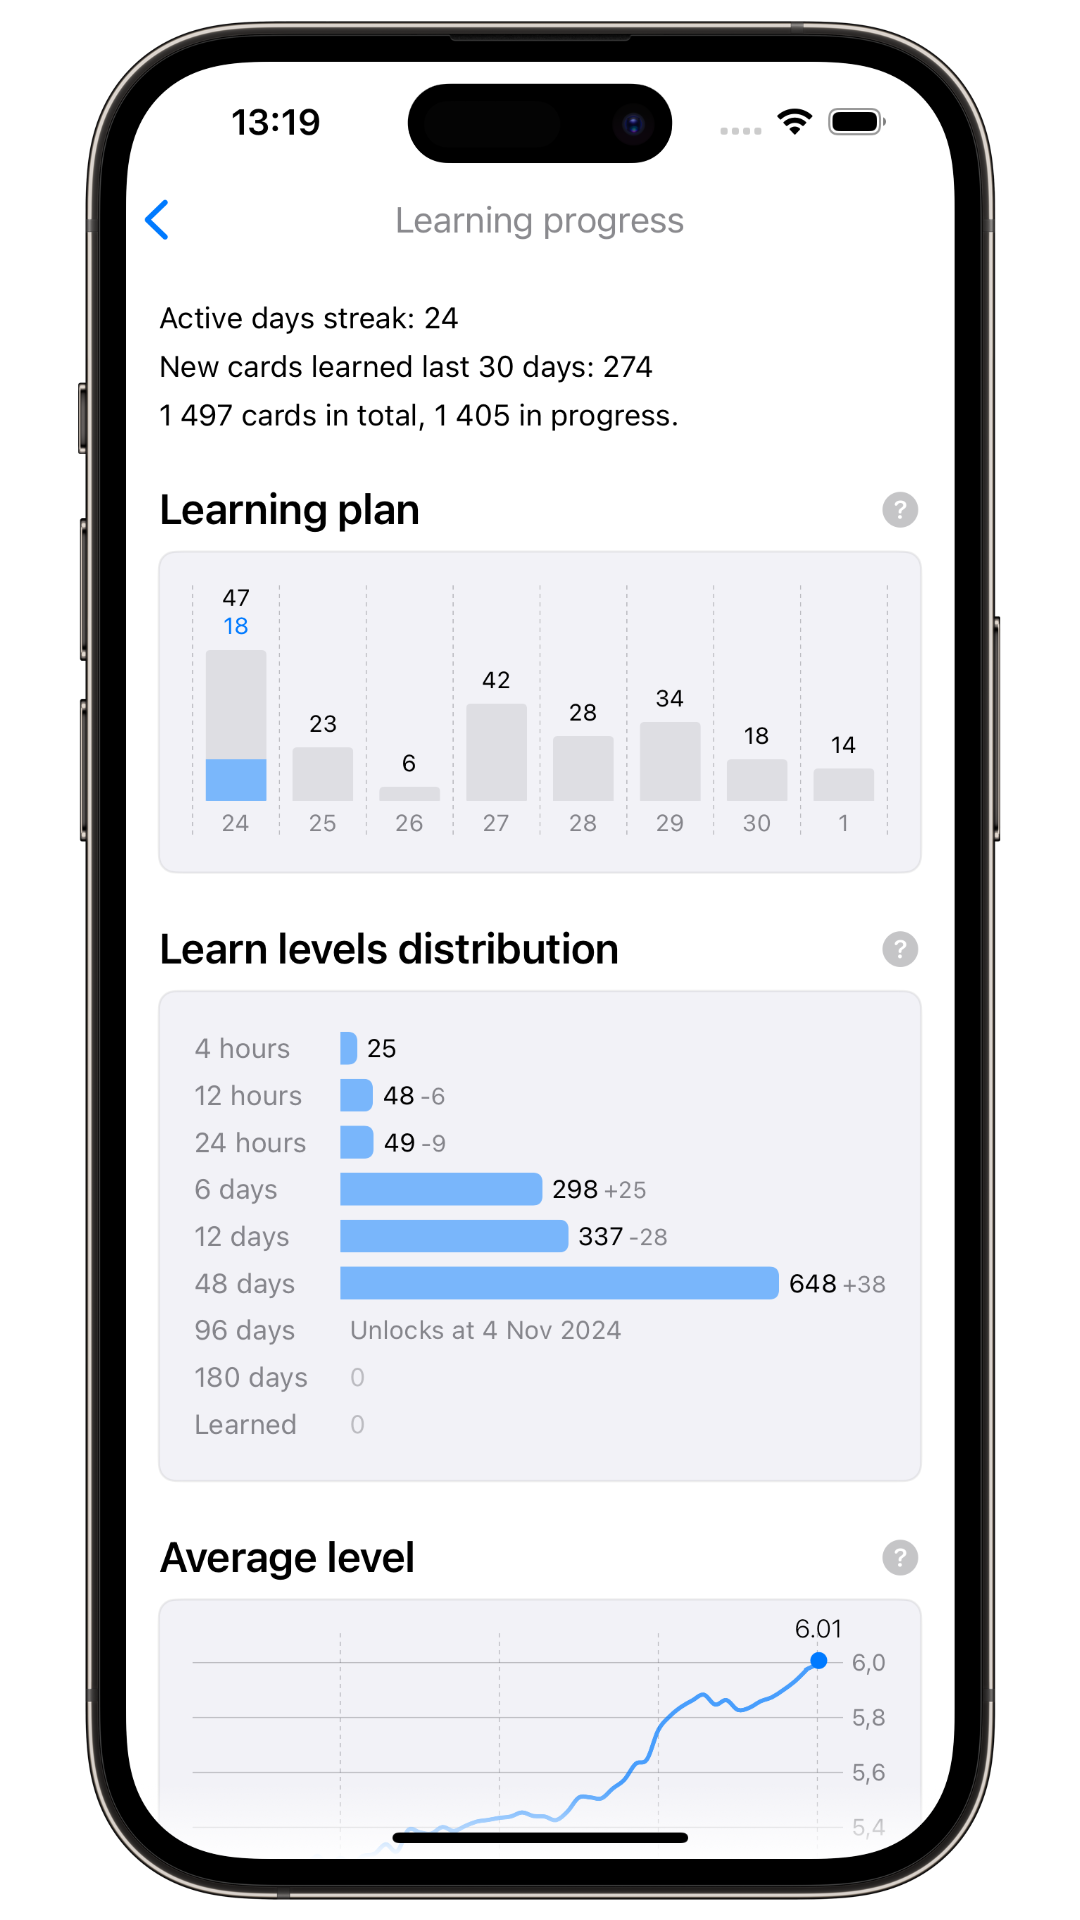 13:19
Learning progress
Active days streak: 24
New cards learned last 30 days: 274
1 497 cards in total, 1 405 in progress.
Learning plan
?
47
18
23
6
42
28
34
18
14
24 25 26 27 28 29 30 1
Learn levels distribution
?
4 hours 25
12 hours 48 -6
24 hours 49 -9
6 days 298 +25
12 days 337 -28
48 days 648 +38
96 days Unlocks at 4 Nov 2024
180 days 0
Learned 0
Average level
?
6.01
6,0
5,8
5,6
5,4